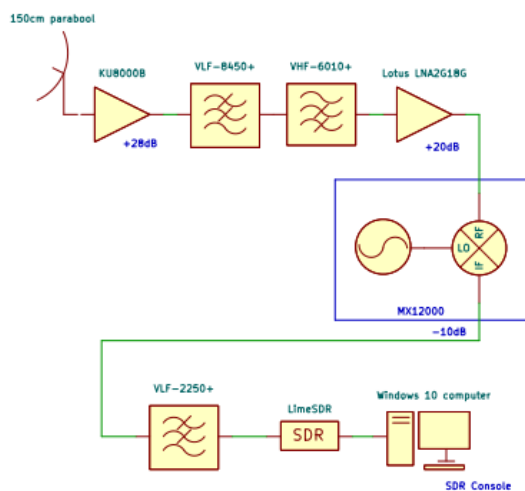 150cm parabool
KU8000B
VLF-8450+
VHF-6010+
Lotus LNA2G18G
+28dB
+20dB
RF
LO
IF
MX12000
-10dB
VLF-2250+
LimeSDR
Windows 10 computer
SDR
SDR Console